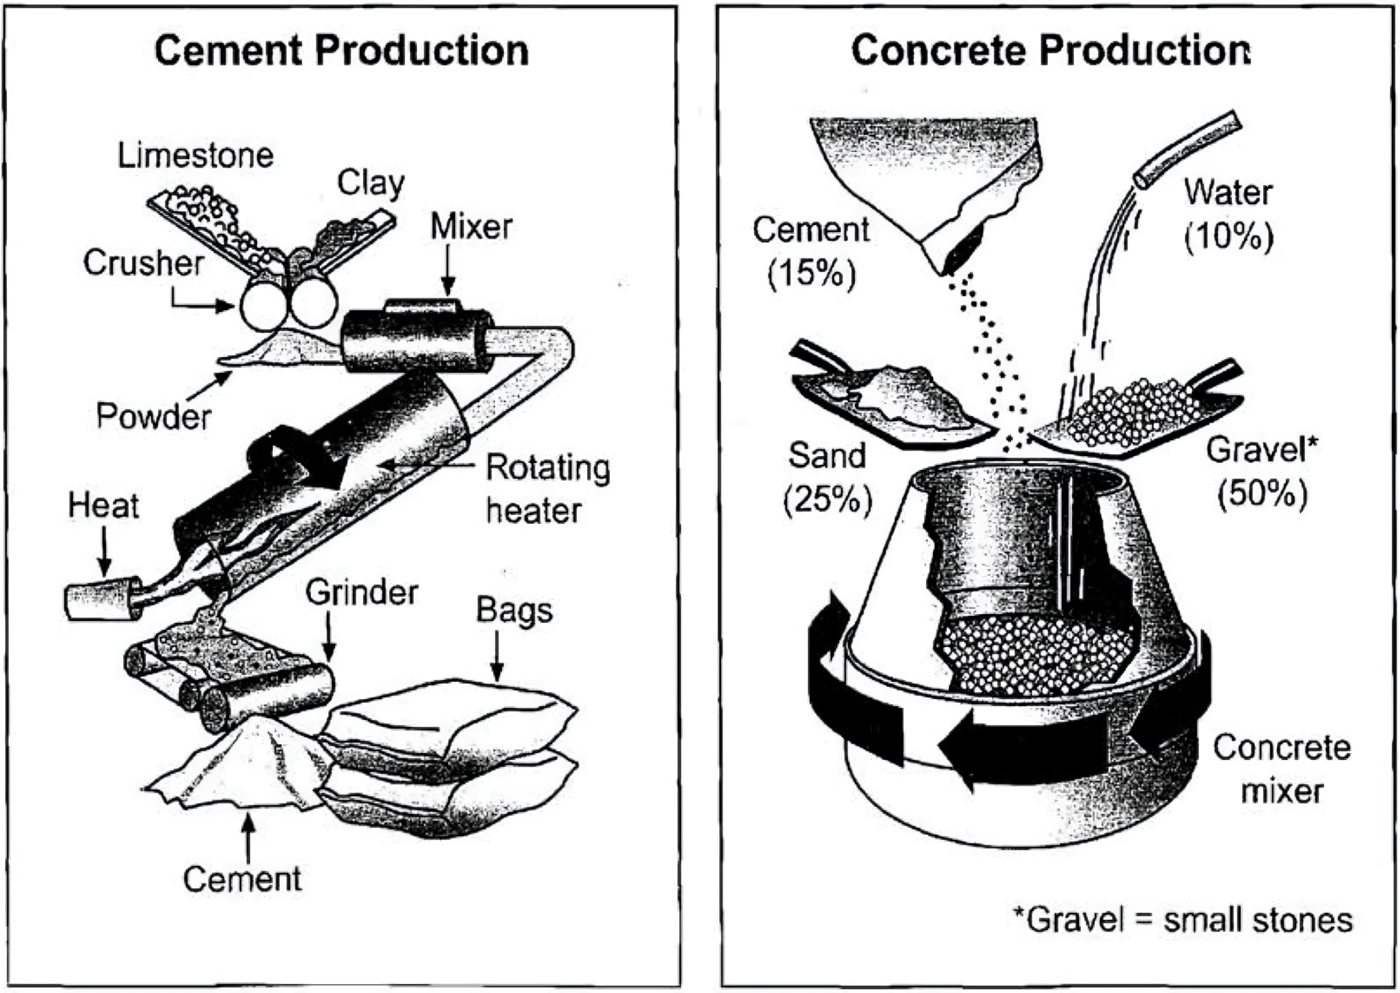 Cement Production
Limestone
Clay
Mixer
Crusher
Powder
Rotating
heater
Heat
Grinder
Bags
Cement
Concrete Production
Cement
(15%)
Water
(10%)
Sand
(25%)
Gravel*
(50%)
Concrete
mixer
*Gravel = small stones